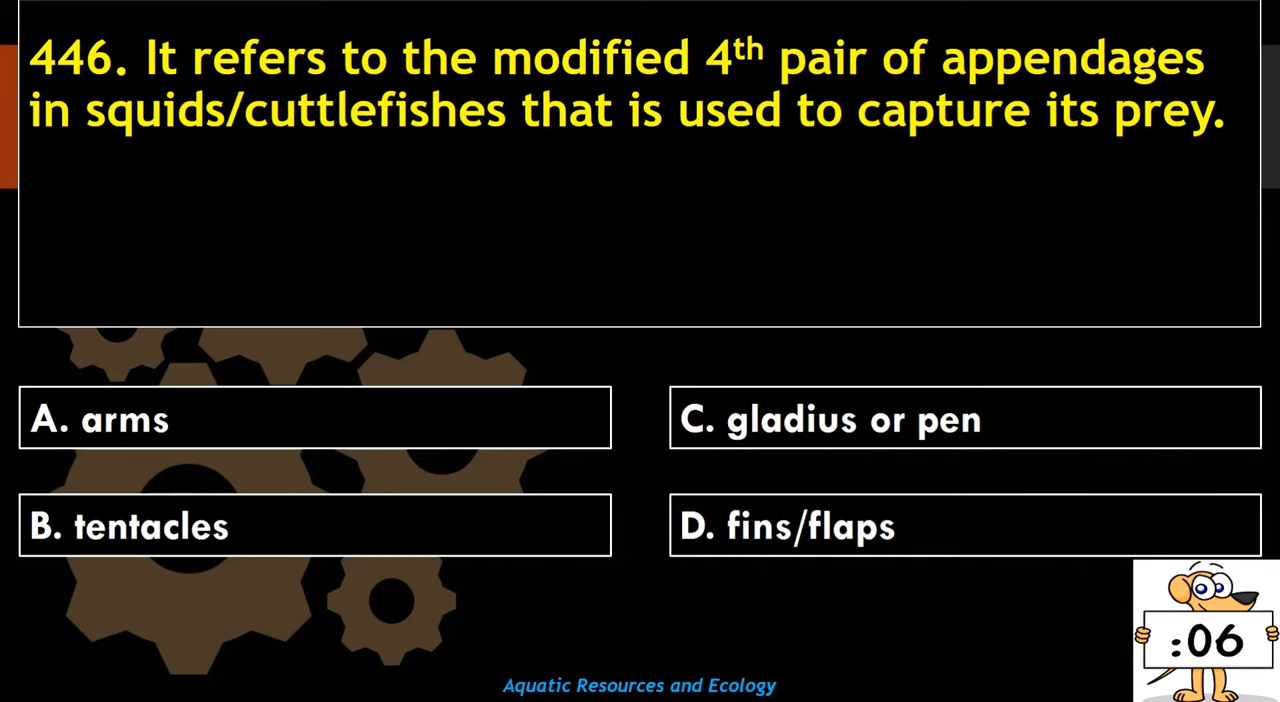 446. It refers to the modified 4th pair of appendages
in squids/cuttlefishes that is used to capture its prey.
A. arms
C. gladius or pen
B. tentacles
D. fins/flaps
:06
Aquatic Resources and Ecology